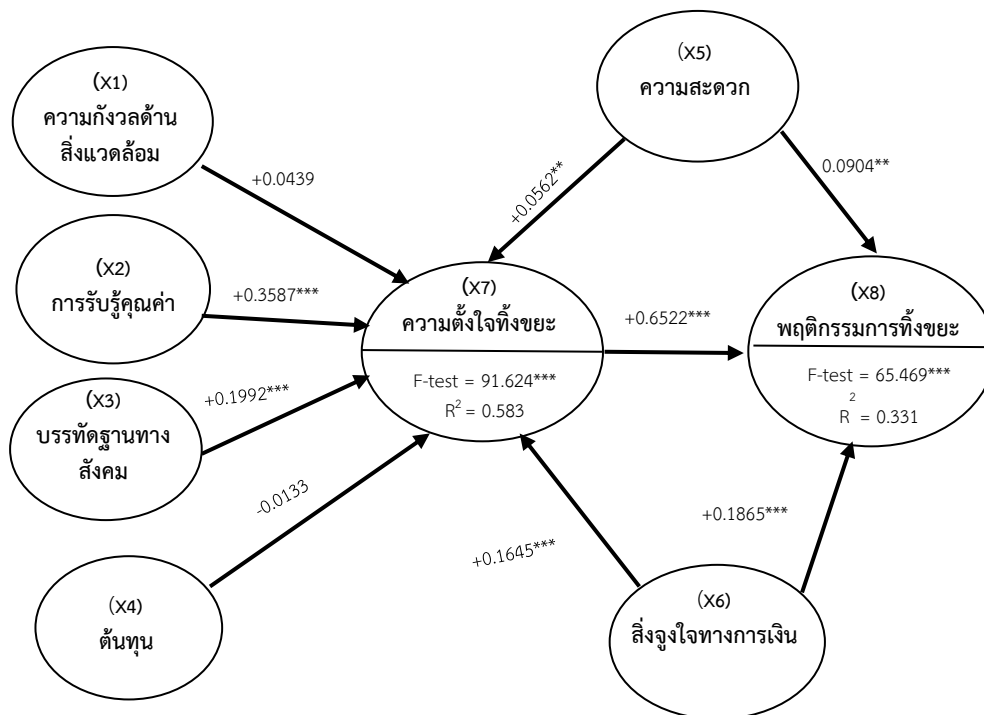 (X1)
ความกังวลด้าน
สิ่งแวดล้อม
(X5)
ความสะดวก
+0.0439
+0.0562**
0.0904**
(X2)
การรับรู้คุณค่า
+0.3587***
(X7)
ความตั้งใจทิ้งขยะ
F-test = 91.624***
R² = 0.583
+0.6522***
(X8)
พฤติกรรมการทิ้งขยะ
F-test = 65.469***
2
R = 0.331
(X3)
บรรทัดฐานทาง
สังคม
+0.1992***
-0.0133
+0.1645***
+0.1865***
(X4)
ต้นทุน
(X6)
สิ่งจูงใจทางการเงิน